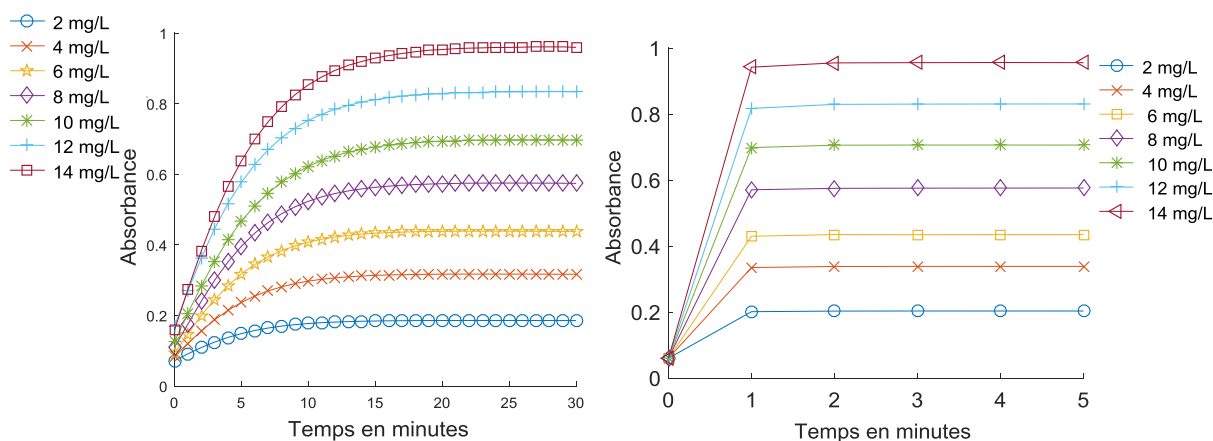 2 mg/L
4 mg/L
6 mg/L
8 mg/L
10 mg/L
12 mg/L
14 mg/L
Absorbance
1
0.8
0.6
0.4
0.2
0
0 5 10 15 20 25 30
Temps en minutes
Absorbance
1
0.8
0.6
0.4
0.2
0
0 1 2 3 4 5
Temps en minutes
2 mg/L
4 mg/L
6 mg/L
8 mg/L
10 mg/L
12 mg/L
14 mg/L